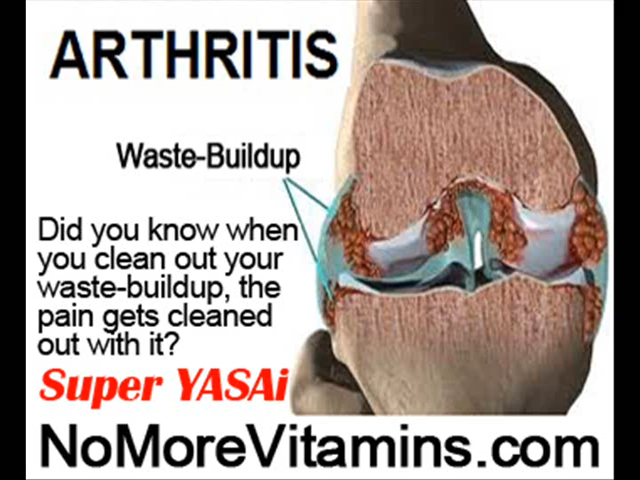 ARTHRITIS
Waste-Buildup
Did you know when
you clean out your
waste-buildup, the
pain gets cleaned
out with it?
Super YASAi
NoMoreVitamins.com